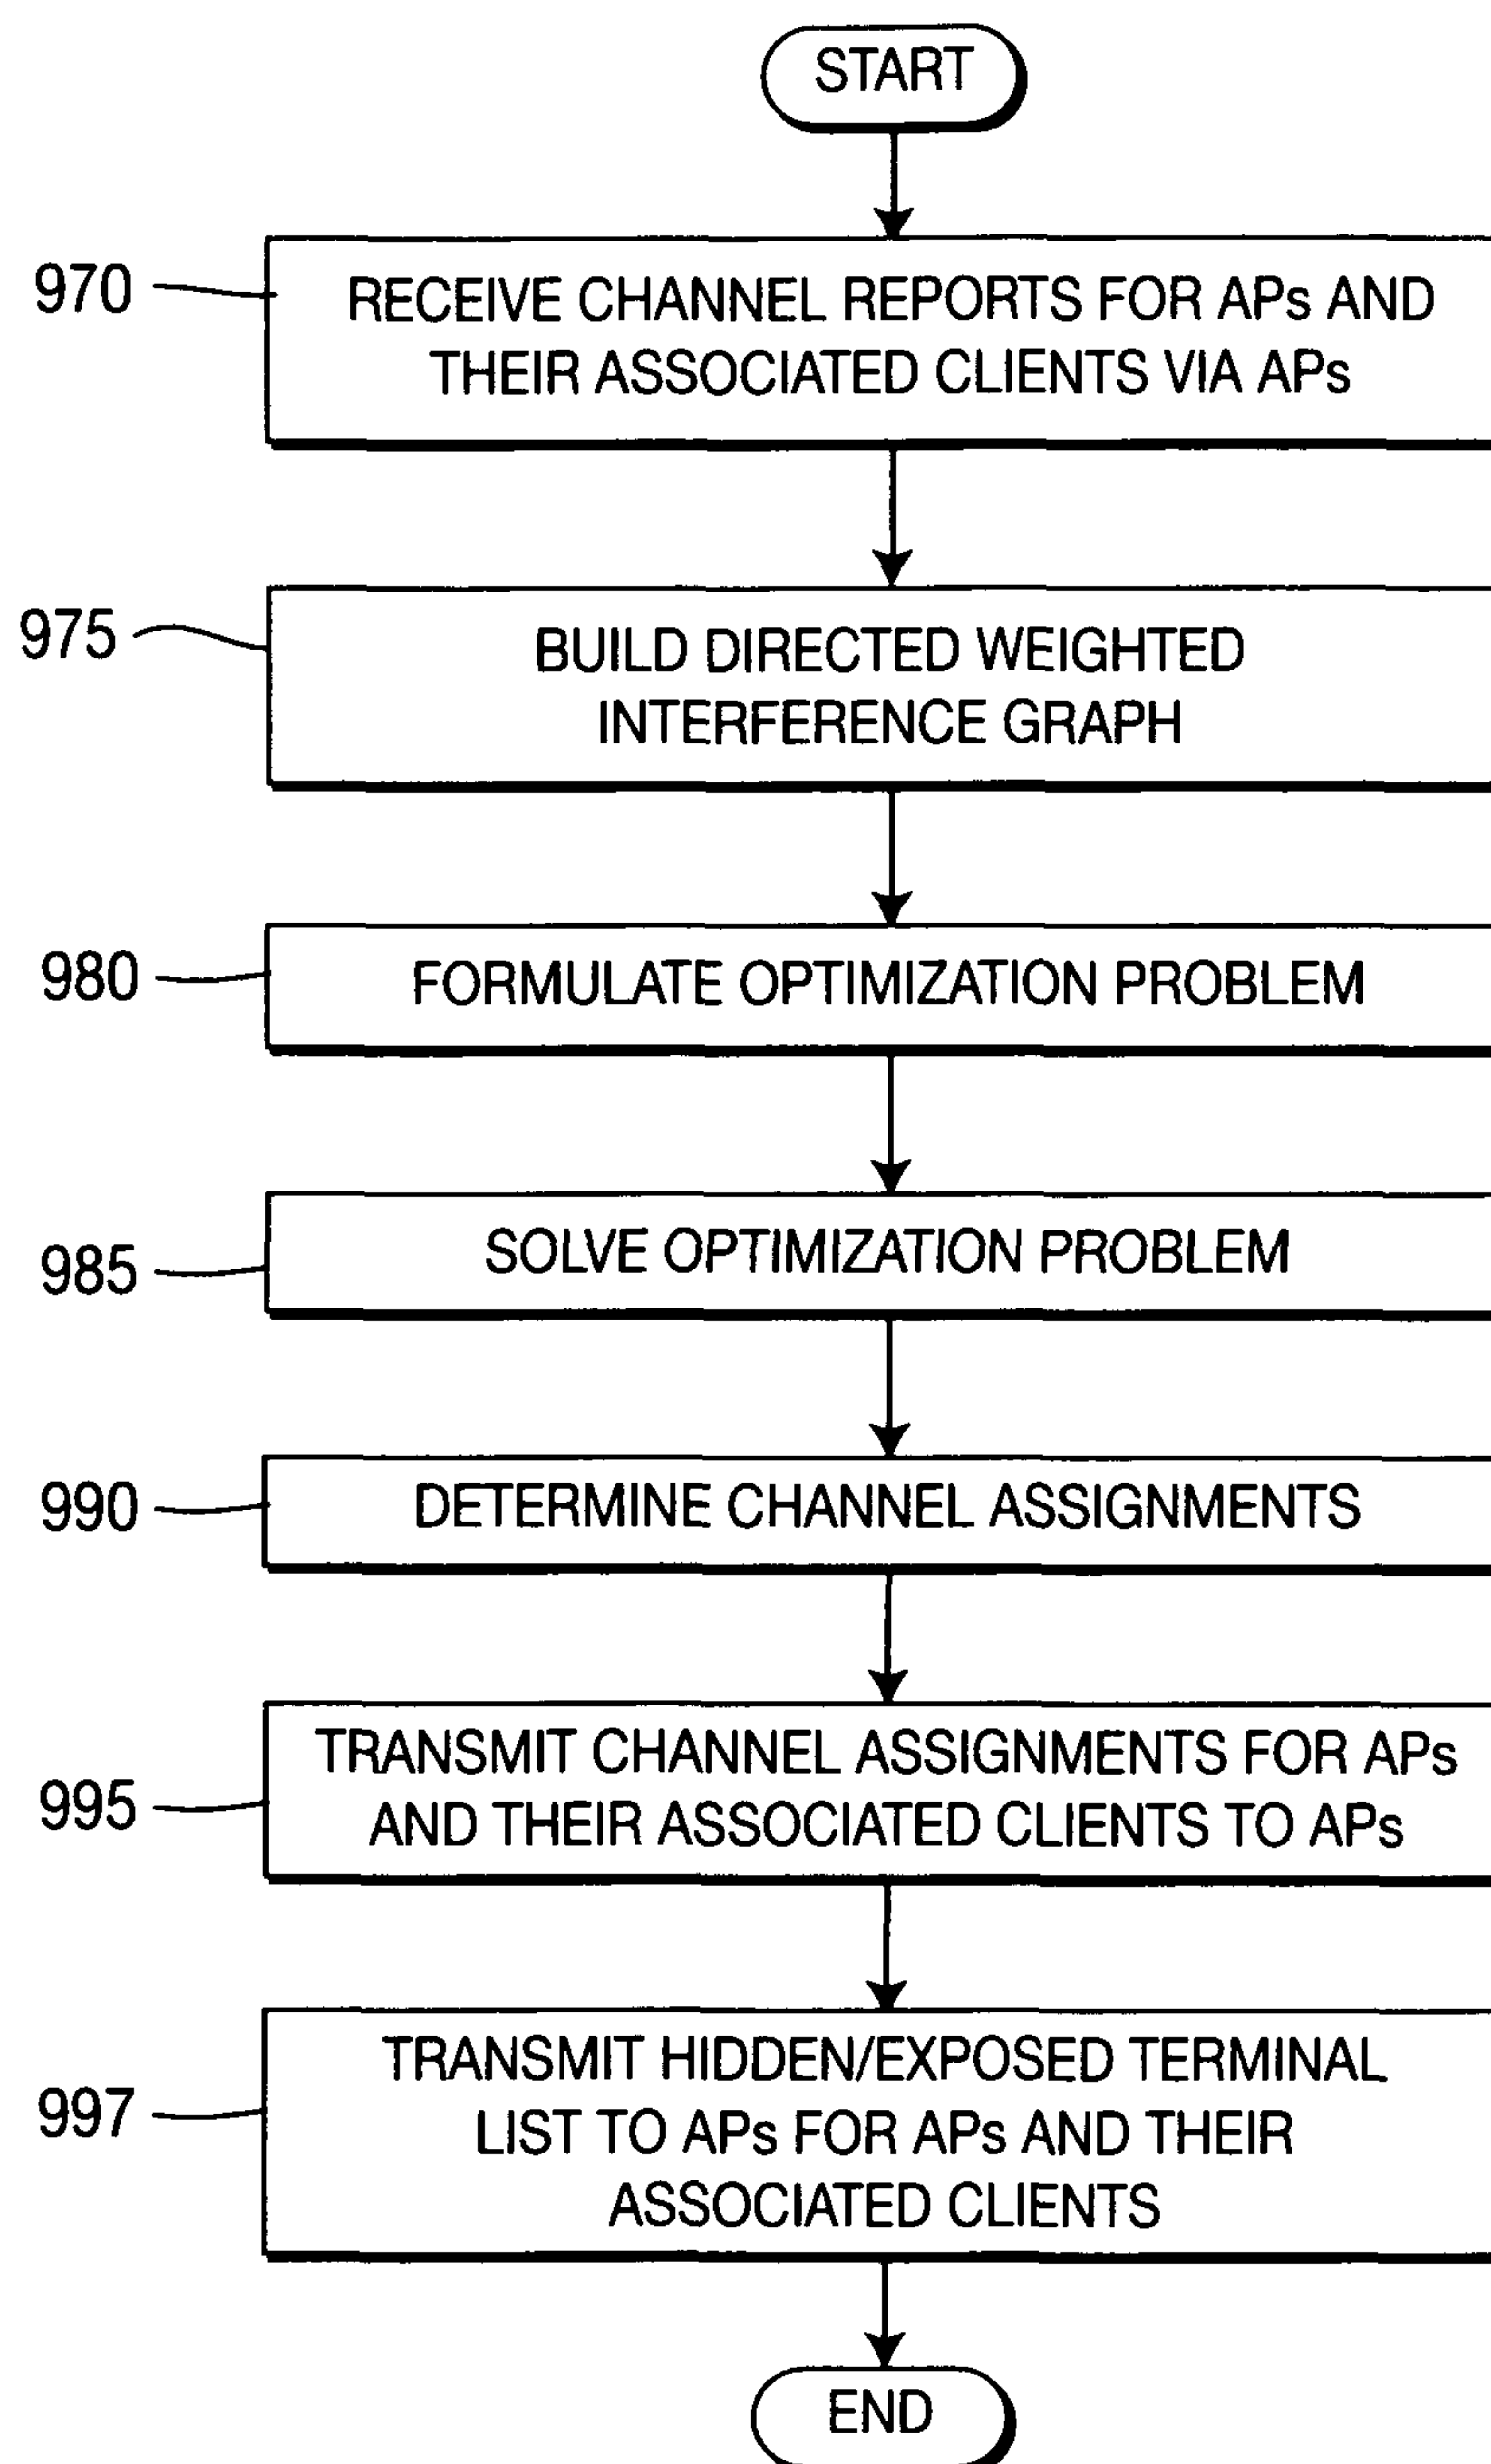 START
970
RECEIVE CHANNEL REPORTS FOR APs AND
THEIR ASSOCIATED CLIENTS VIA APs
975
BUILD DIRECTED WEIGHTED
INTERFERENCE GRAPH
980
FORMULATE OPTIMIZATION PROBLEM
985
SOLVE OPTIMIZATION PROBLEM
990
DETERMINE CHANNEL ASSIGNMENTS
995
TRANSMIT CHANNEL ASSIGNMENTS FOR APs
AND THEIR ASSOCIATED CLIENTS TO APs
997
TRANSMIT HIDDEN/EXPOSED TERMINAL
LIST TO APs FOR APs AND THEIR
ASSOCIATED CLIENTS
END